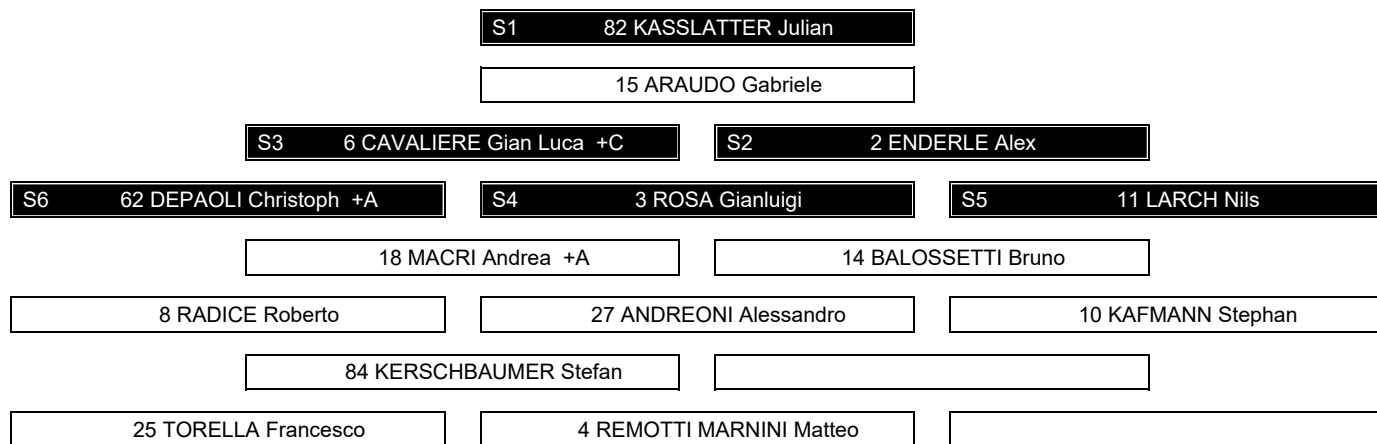 S1 82 KASSLATTER Julian
15 ARAUDO Gabriele
S3 6 CAVALIERE Gian Luca +C S2 2 ENDERLE Alex
S6 62 DEPAOLI Christoph +A S4 3 ROSA Gianluigi S5 11 LARCH Nils
18 MACRI Andrea +A 14 BALOSSETTI Bruno
8 RADICE Roberto 27 ANDREONI Alessandro 10 KAFMANN Stephan
84 KERSCHBAUMER Stefan
25 TORELLA Francesco 4 REMOTTI MARNINI Matteo